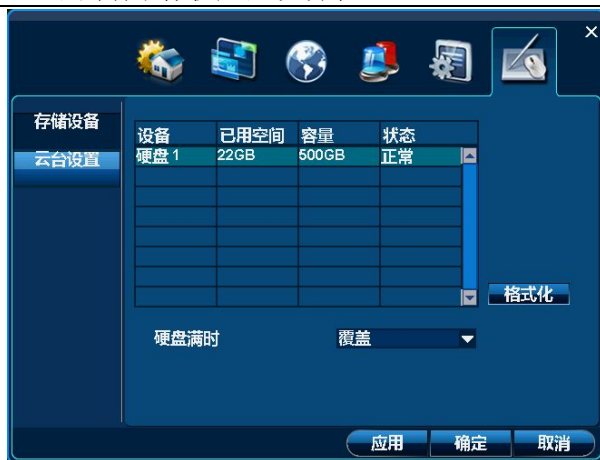 ×
存储设备
云台设置
设备 已用空间 容量 状态
硬盘 1 22GB 500GB 正常
格式化
硬盘满时 覆盖
应用 确定 取消